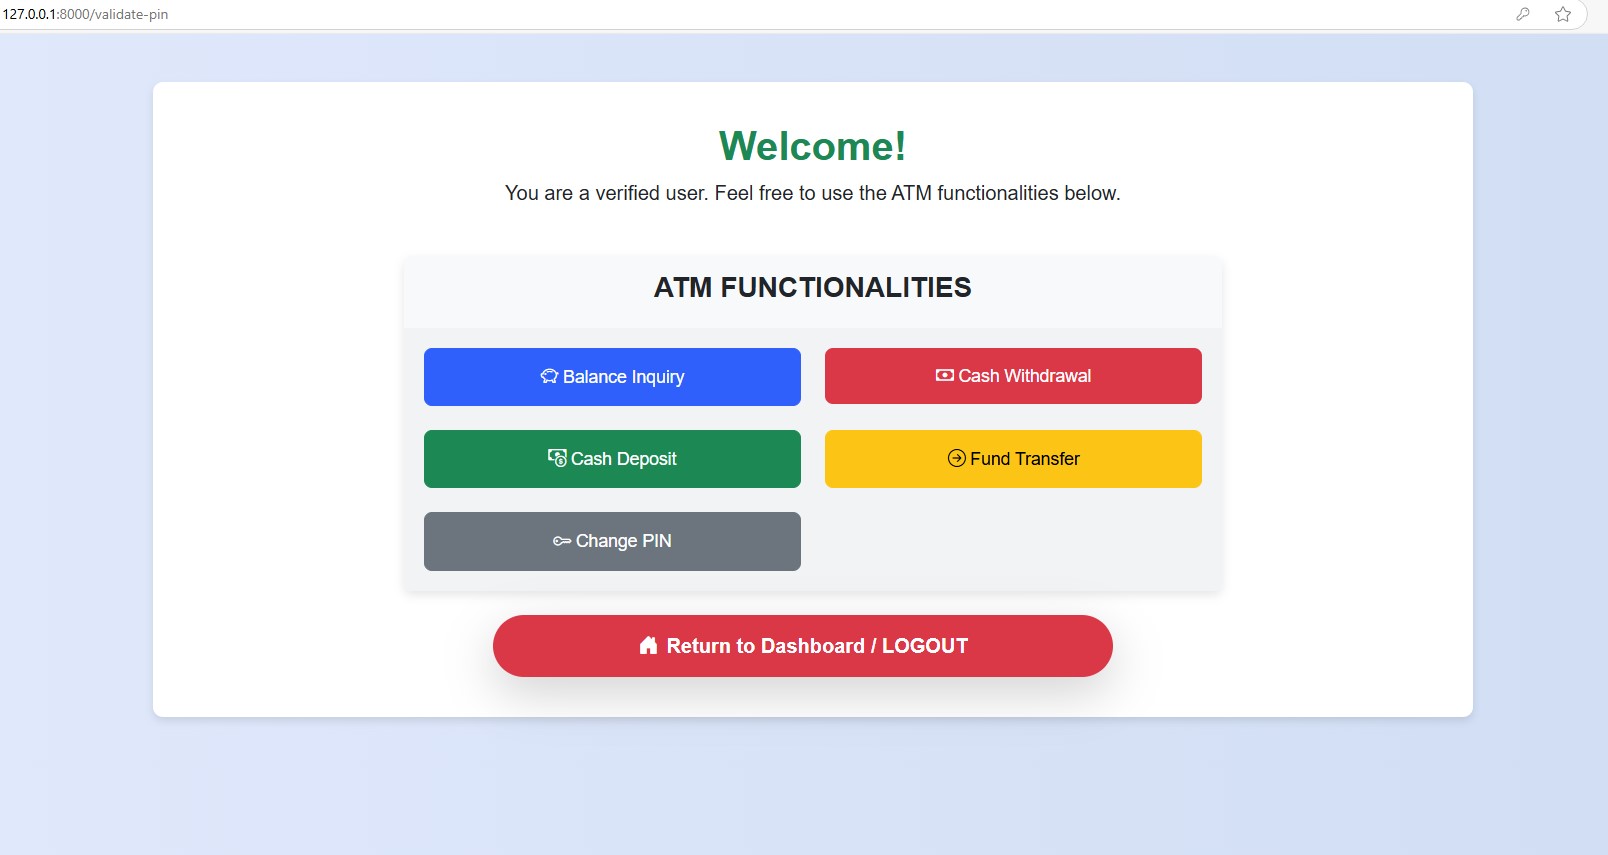 127.0.0.1:8000/validate-pin
Welcome!
You are a verified user. Feel free to use the ATM functionalities below.
ATM FUNCTIONALITIES
Balance Inquiry
Cash Withdrawal
Cash Deposit
Fund Transfer
Change PIN
Return to Dashboard / LOGOUT